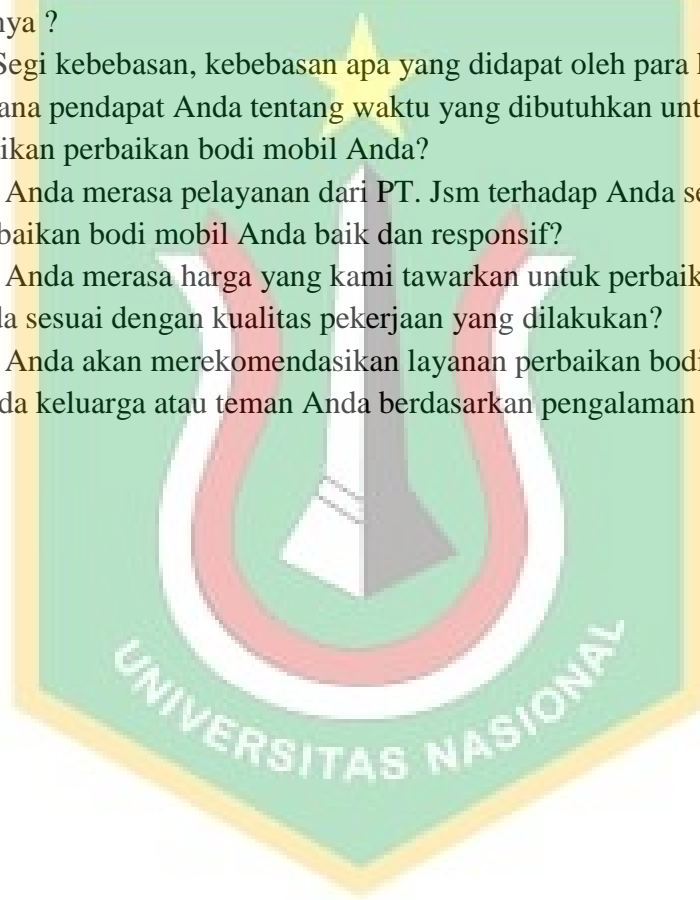 nya ?
Segi kebebasan, kebebasan apa yang didapat oleh para
ana pendapat Anda tentang waktu yang dibutuhkan unt
ikan perbaikan bodi mobil Anda?
Anda merasa pelayanan dari PT. Jsm terhadap Anda se
baikan bodi mobil Anda baik dan responsif?
Anda merasa harga yang kami tawarkan untuk perbaik
da sesuai dengan kualitas pekerjaan yang dilakukan?
Anda akan merekomendasikan layanan perbaikan bodi
da keluarga atau teman Anda berdasarkan pengalaman
UNIVERSITAS NASIONAL